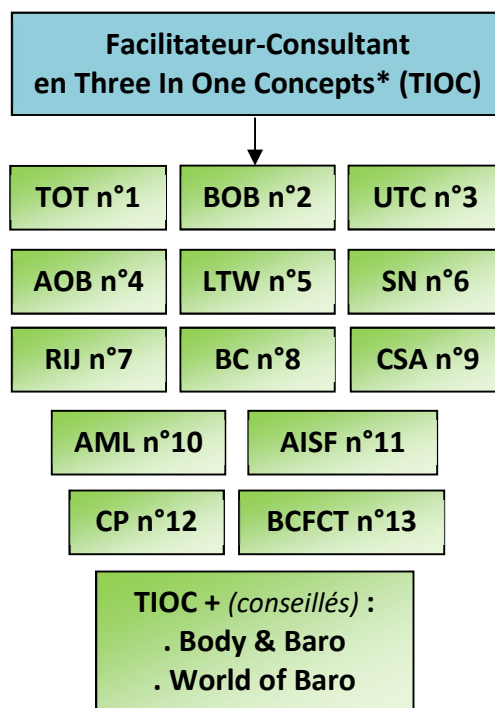 Facilitateur-Consultant
en Three In One Concepts* (TIOC)
TOT n°1
BOB n°2
UTC n°3
AOB n°4
LTW n°5
SN n°6
RIJ n°7
BC n°8
CSA n°9
AML n°10
AISF n°11
CP n°12
BCFCT n°13
TIOC + (conseillés) :
. Body & Baro
. World of Baro